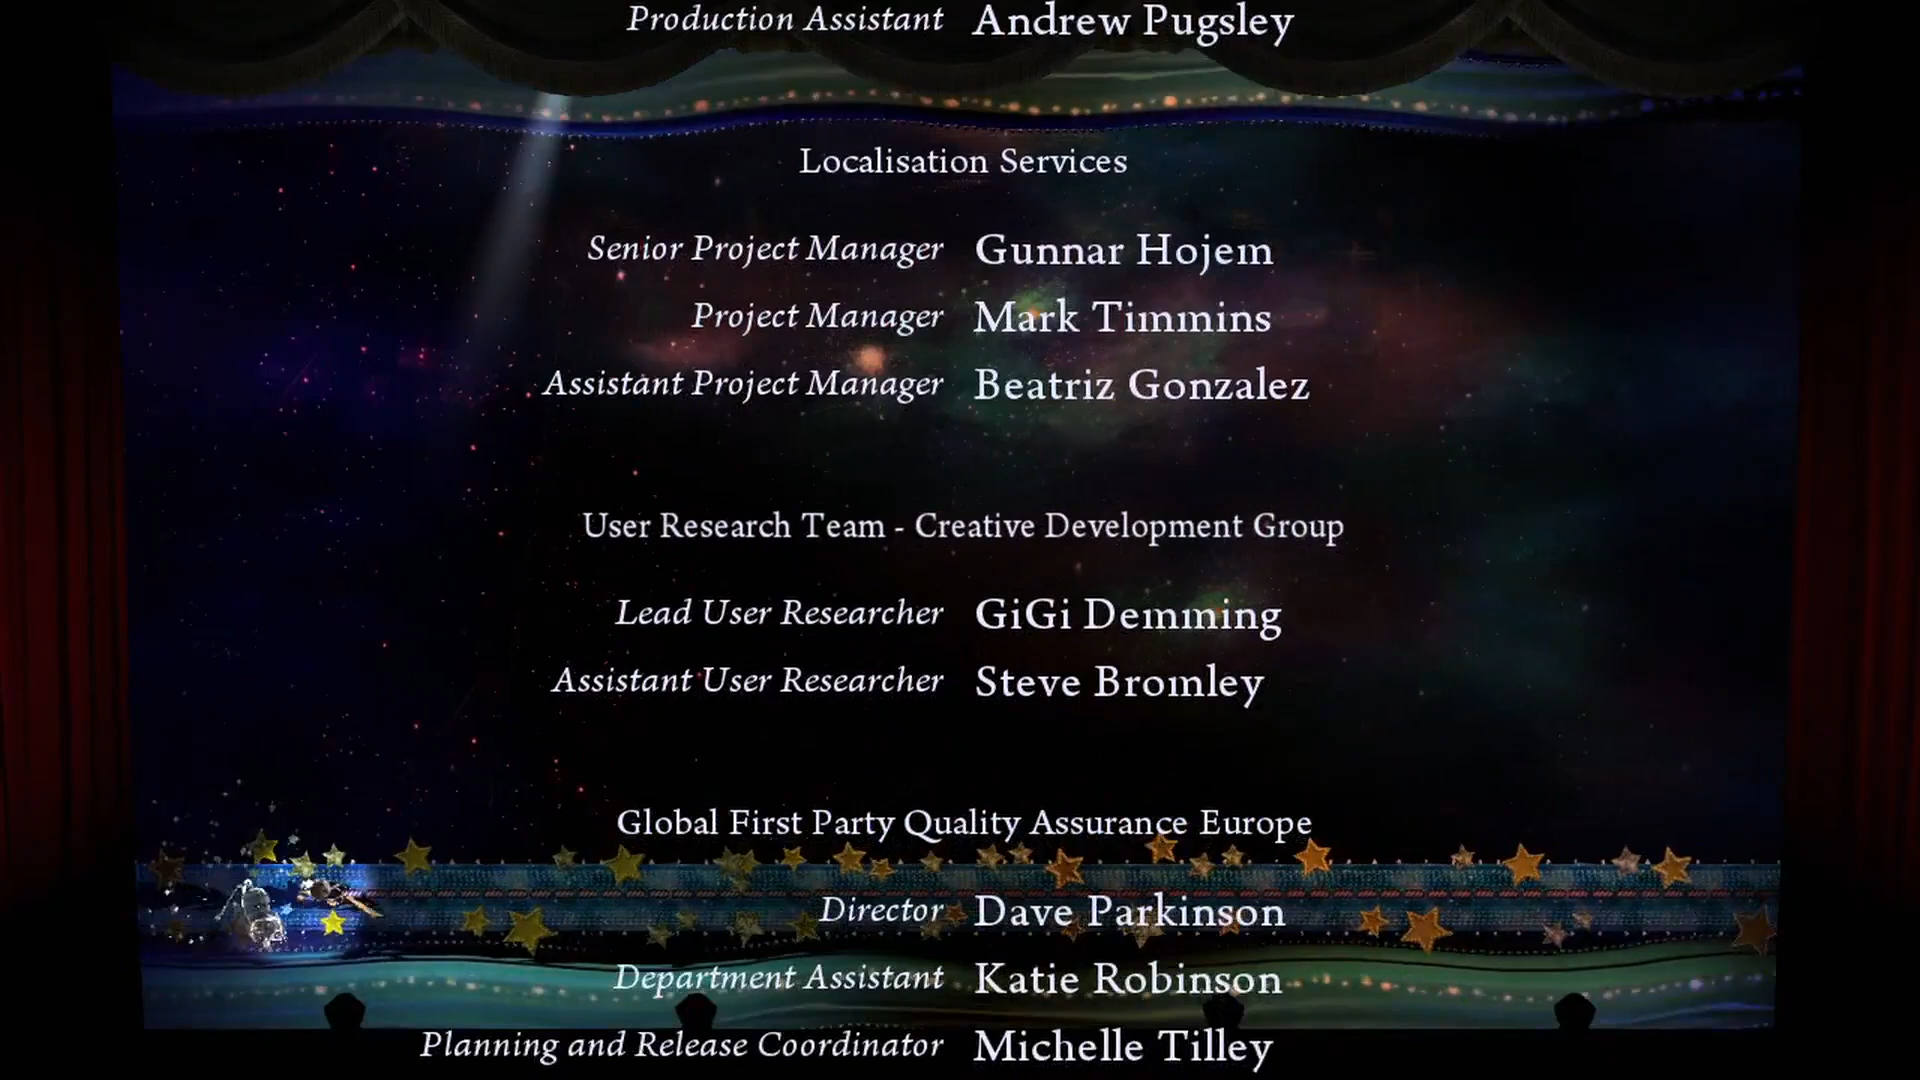 Production Assistant Andrew Pugsley
Localisation Services
Senior Project Manager Gunnar Hojem
Project Manager Mark Timmins
Assistant Project Manager Beatriz Gonzalez
User Research Team - Creative Development Group
Lead User Researcher GiGi Demming
Assistant User Researcher Steve Bromley
Global First Party Quality Assurance Europe
Director Dave Parkinson
Department Assistant Katie Robinson
Planning and Release Coordinator Michelle Tilley